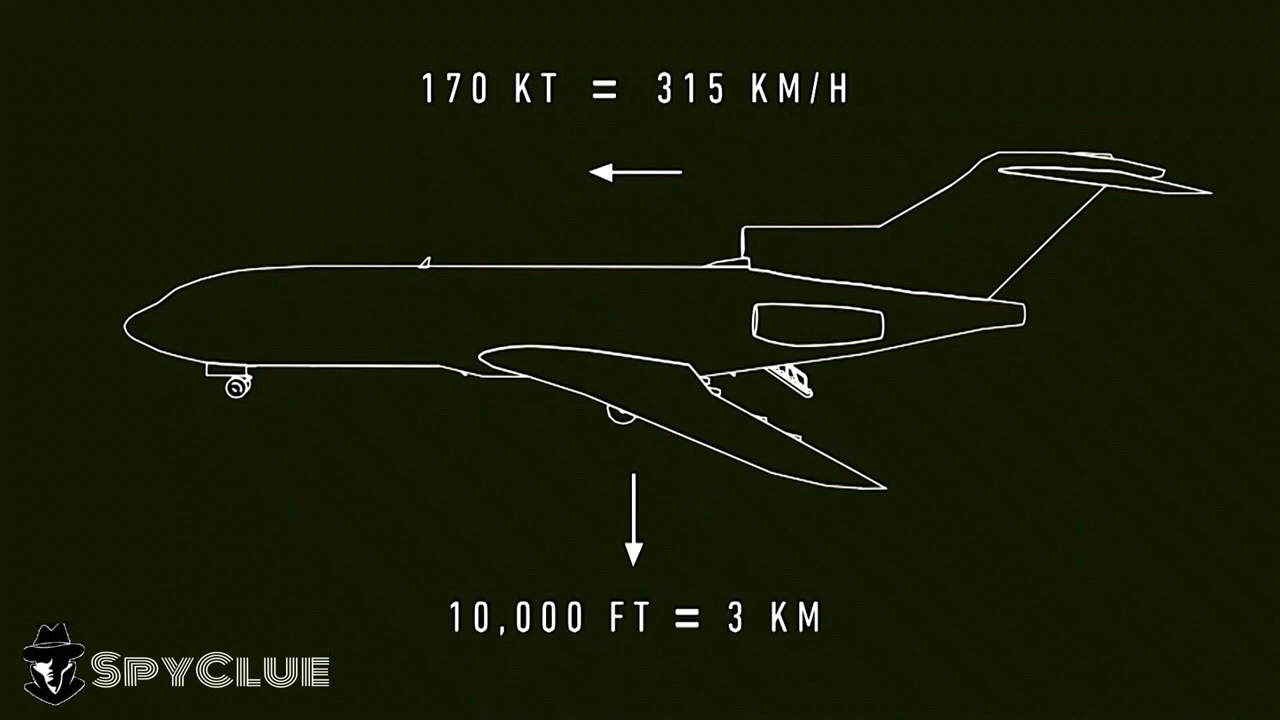 170 KT = 315 KM/H
10,000 FT = 3 KM
SPYCLUE